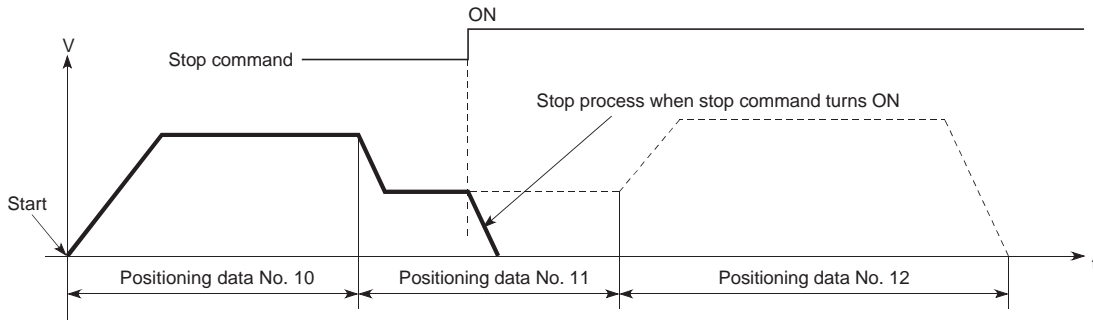 ON
V
Stop command
Stop process when stop command turns ON
Start
Positioning data No. 10
Positioning data No. 11
Positioning data No. 12